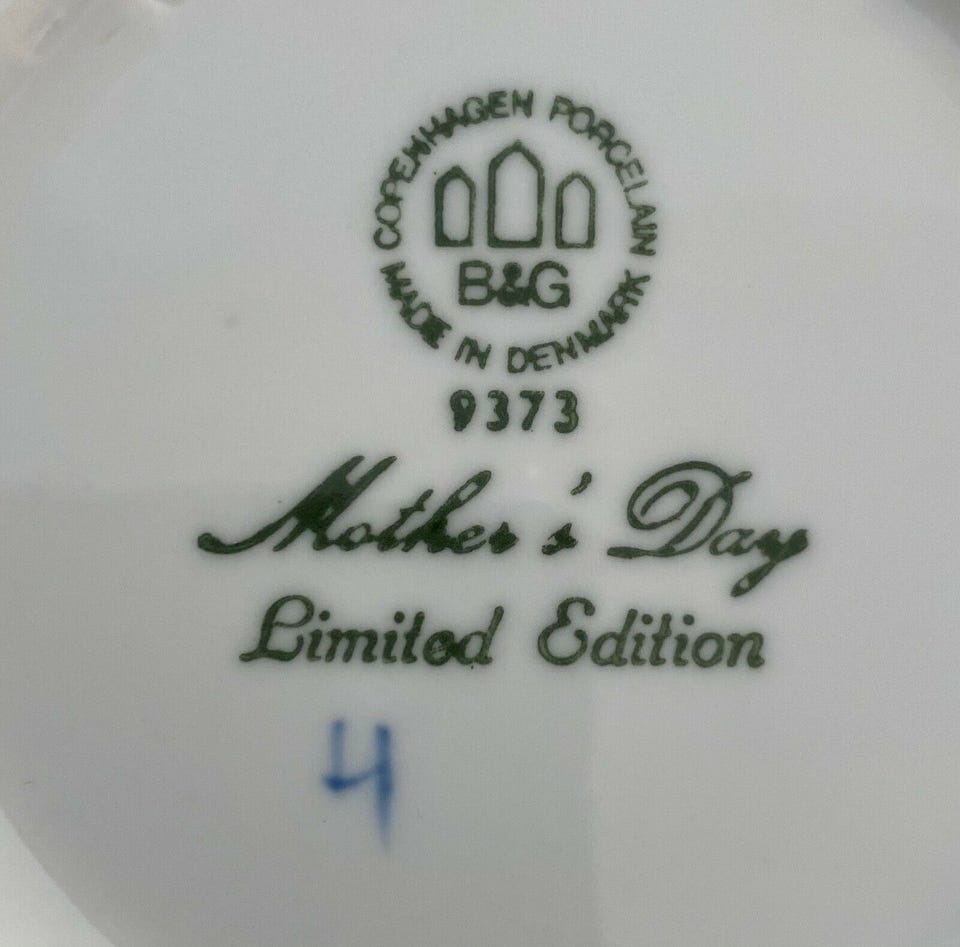 COPENHAGEN PORCELAIN
B&G
MADE IN DENMARK
9373
Mother's Day
Limited Edition
4